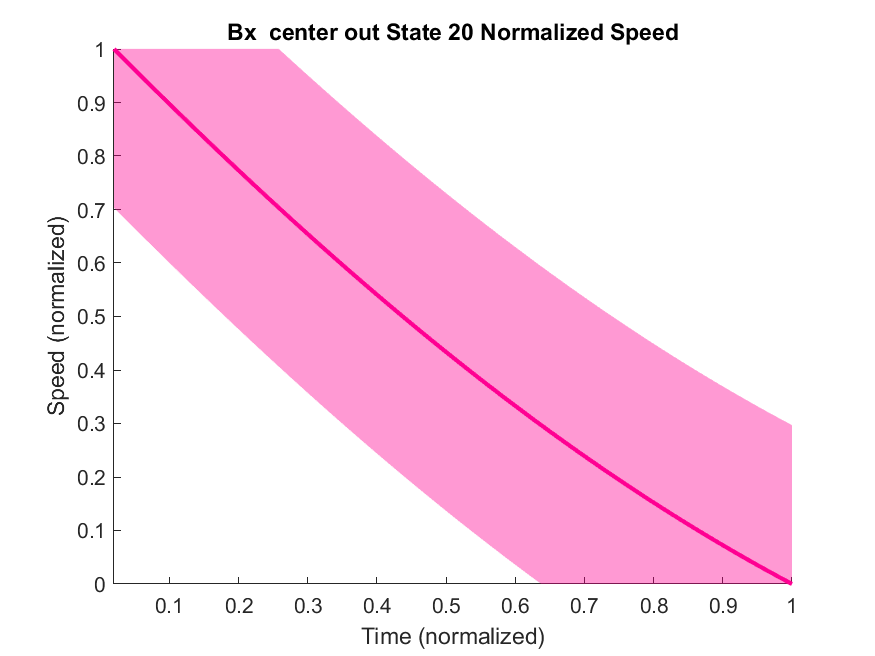 Bx  center out State 20 Normalized Speed
1
0.9
0.8
0.7
0.6
0.5
0.4
0.3
0.2
0.1
0
Speed (normalized)
0.1 0.2 0.3 0.4 0.5 0.6 0.7 0.8 0.9 1
Time (normalized)